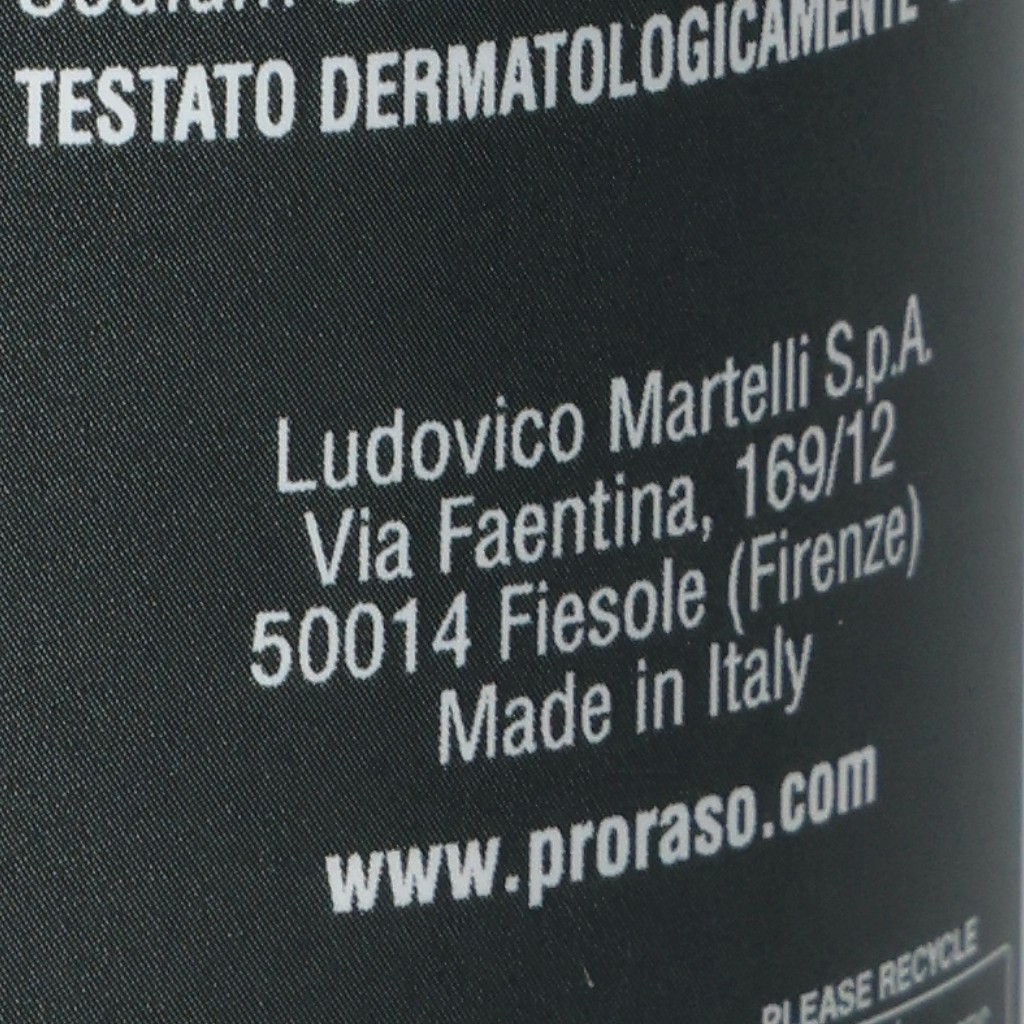 TESTATO DERMATOLOGICAMENTE
Ludovico Martelli S.p.A.
Via Faentina, 169/12
50014 Fiesole (Firenze)
Made in Italy
www.proraso.com
PLEASE RECYCLE